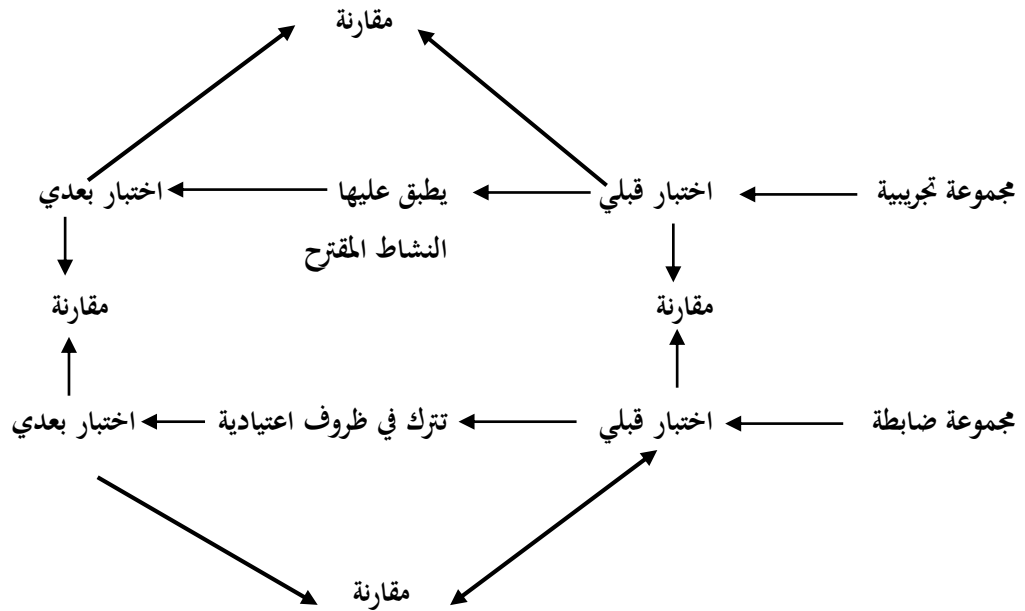 مقارنة
مجموعة تجريبية اختبار قبلي يطبق عليها اختبار بعدي
النشاط المقترح
مقارنة مقارنة
مجموعة ضابطة اختبار قبلي تترك في ظروف اعتيادية اختبار بعدي
مقارنة